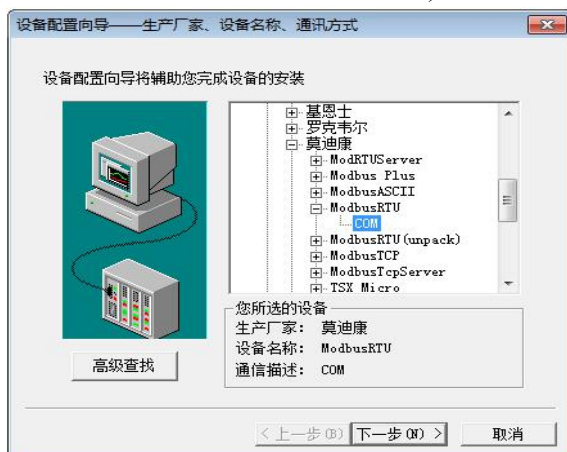 设备配置向导——生产厂家、设备名称、通讯方式
设备配置向导将辅助您完成设备的安装
基恩士
罗克韦尔
莫迪康
ModRTUServer
Modbus Plus
ModbusASCII
ModbusRTU
COM
ModbusRTU(unpack)
ModbusTCP
ModbusTcpServer
TSX Micro
您所选的设备
生产厂家： 莫迪康
设备名称： ModbusRTU
通信描述： COM
高级查找
< 上一步(B) 下一步(N) > 取消